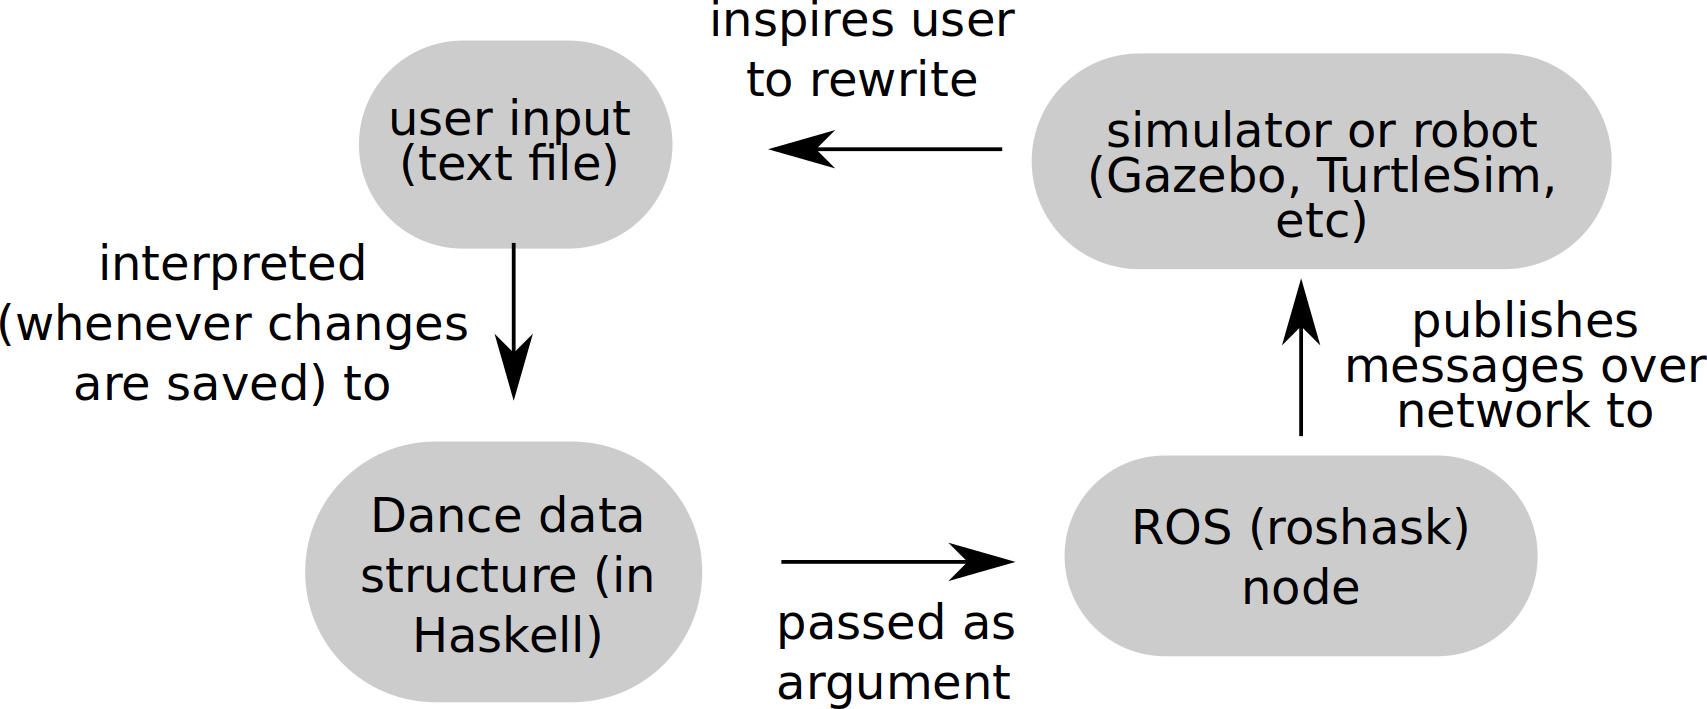 inspires user
to rewrite
user input
(text file)
simulator or robot
(Gazebo, TurtleSim,
etc)
interpreted
(whenever changes
are saved) to
publishes
messages over
network to
Dance data
structure (in
Haskell)
ROS (roshask)
node
passed as
argument